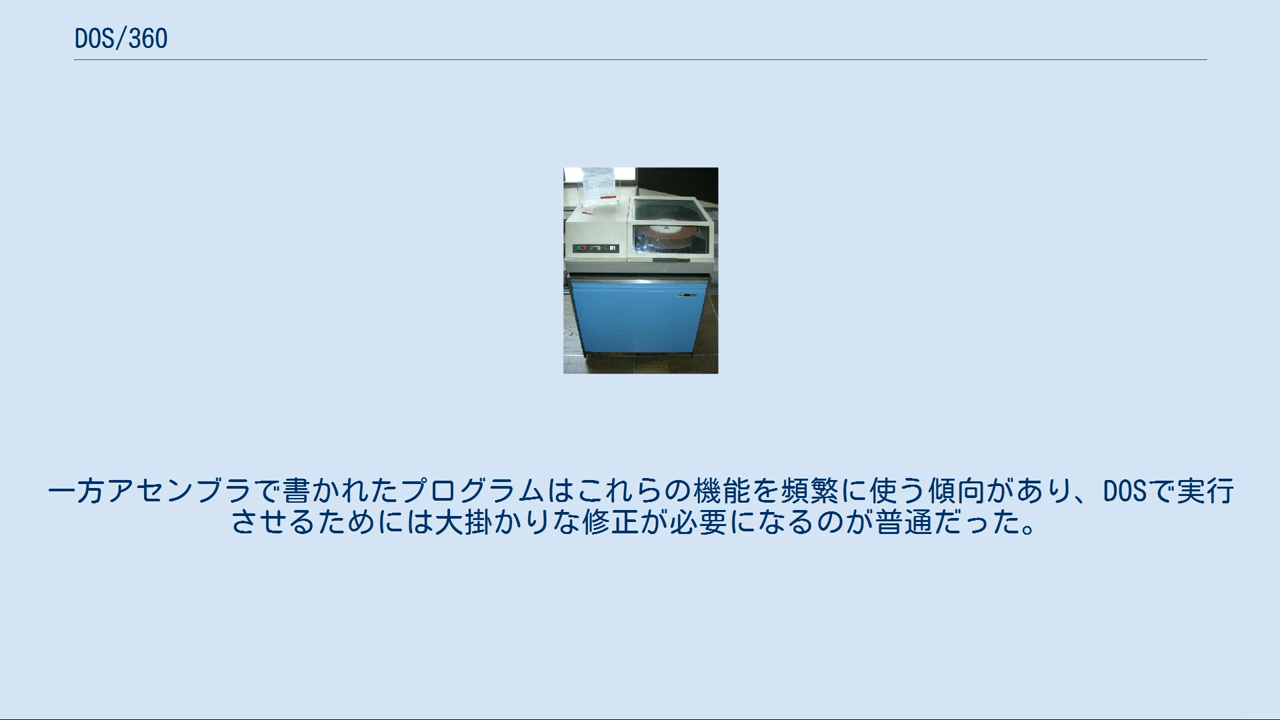 DOS/360
一方アセンブラで書かれたプログラムはこれらの機能を頻繁に使う傾向があり、DOSで実行
させるためには大掛かりな修正が必要になるのが普通だった。